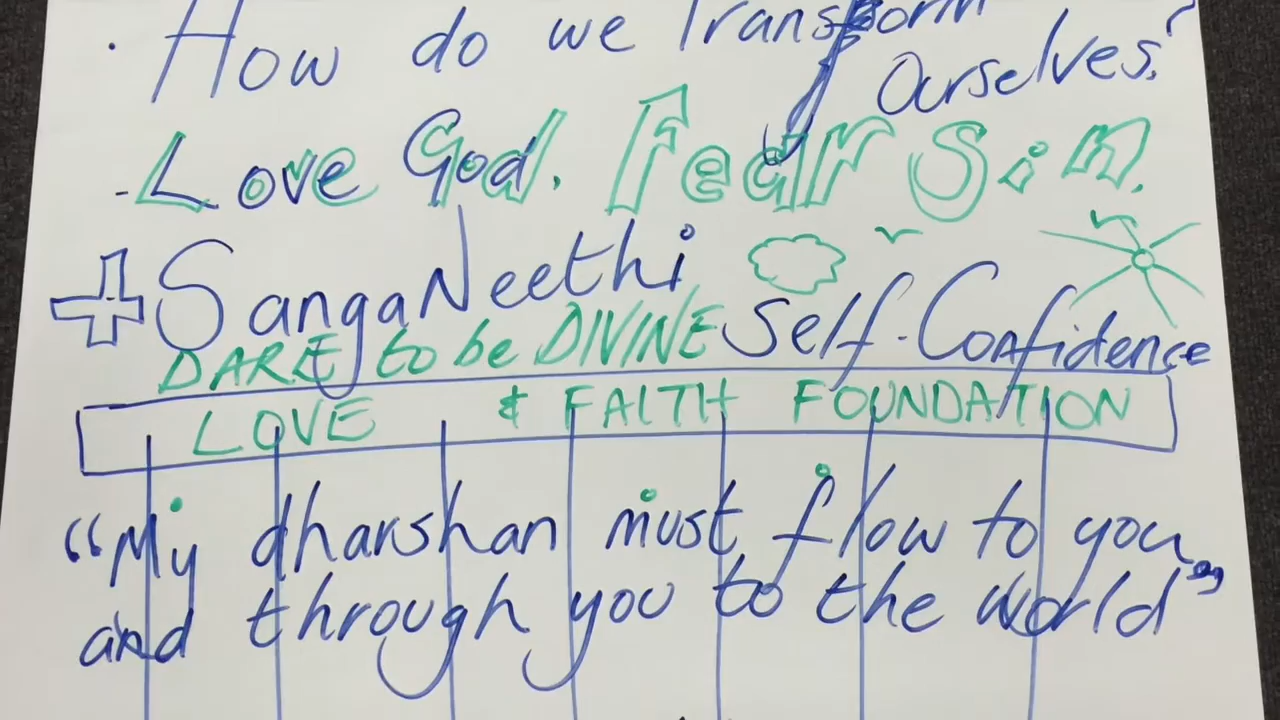 · How do we Transform
Ourselves?
- Love God. Fear Sin.
SangaNeethi
Self-Confidence
DARE to be DIVINE
LOVE & FAITH FOUNDATION
"My dharshan must flow to you,
and through you to the world"